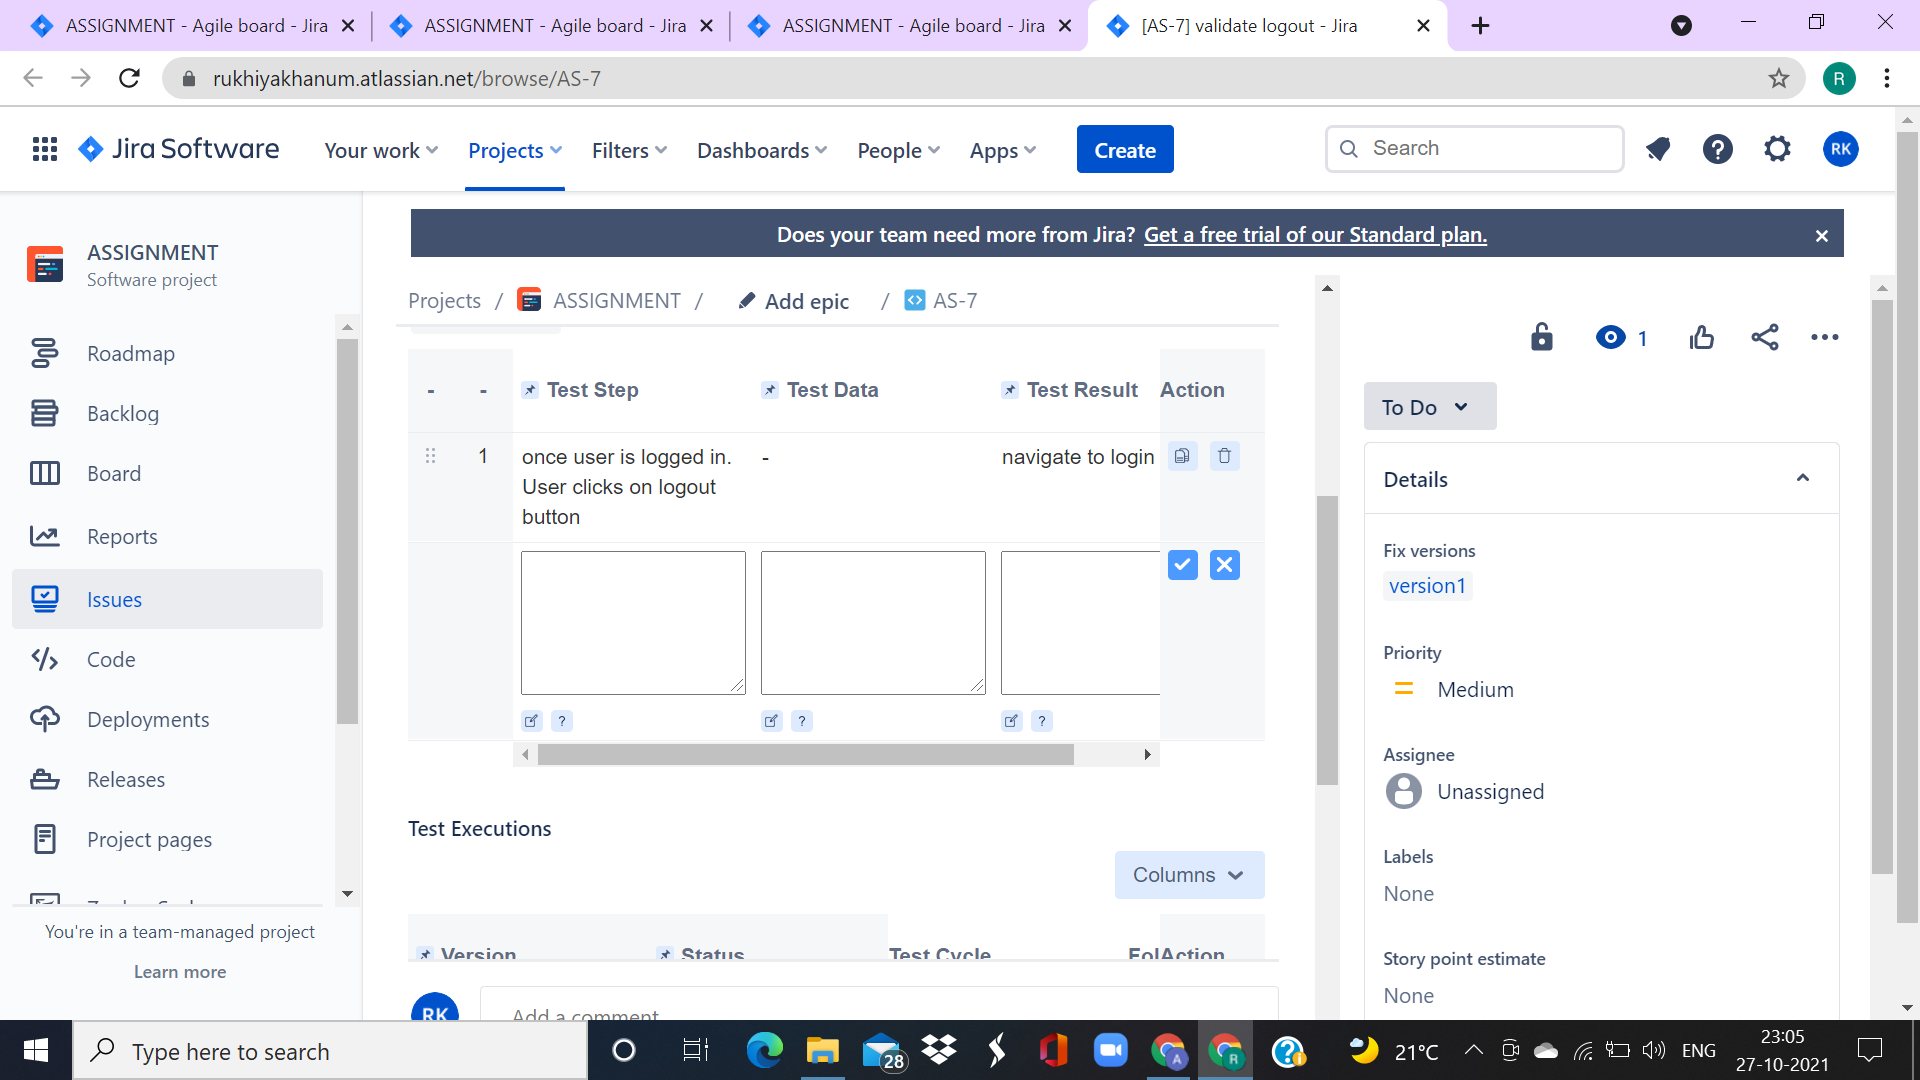 ASSIGNMENT - Agile board - Jira
ASSIGNMENT - Agile board - Jira
ASSIGNMENT - Agile board - Jira
[AS-7] validate logout - Jira
rukhiyakhanum.atlassian.net/browse/AS-7
R
Jira Software
Your work
Projects
Filters
Dashboards
People
Apps
Create
Search
RK
Does your team need more from Jira? Get a free trial of our Standard plan.
ASSIGNMENT
Software project
Roadmap
Backlog
Board
Reports
Issues
Code
Deployments
Releases
Project pages
You're in a team-managed project
Learn more
Projects / ASSIGNMENT / Add epic / AS-7
- - Test Step Test Data Test Result Action
1 once user is logged in. - navigate to login
User clicks on logout
button
? ? ?
Test Executions
Columns
Version Status Test Cycle Fol Action
RK Add a comment
1
To Do
Details
Fix versions
version1
Priority
Medium
Assignee
Unassigned
Labels
None
Story point estimate
None
Type here to search
28
A
R
21°C
ENG
23:05
27-10-2021